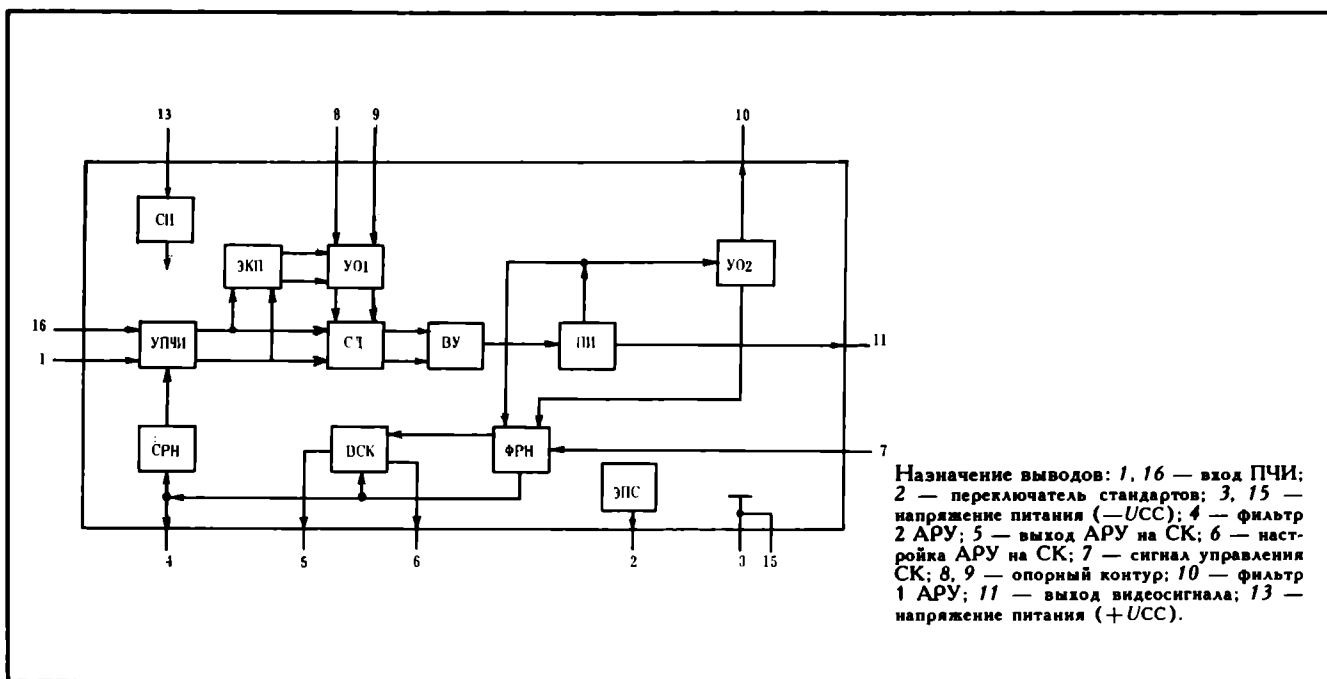 13
8
9
10
СП
ЭКП
УО1
УО2
16
УПЧИ
СД
ВУ
ПИ
11
1
СРН
ВСК
ФРН
7
ЭПС
4
5
6
2
3
15
Назначение выводов: 1, 16 — вход ПЧИ;
2 — переключатель стандартов; 3, 15 —
напряжение питания (—UCC); 4 — фильтр
2 АРУ; 5 — выход АРУ на СК; 6 — наст-
ройка АРУ на СК; 7 — сигнал управления
СК; 8, 9 — опорный контур; 10 — фильтр
1 АРУ; 11 — выход видеосигнала; 13 —
напряжение питания (+UCC).